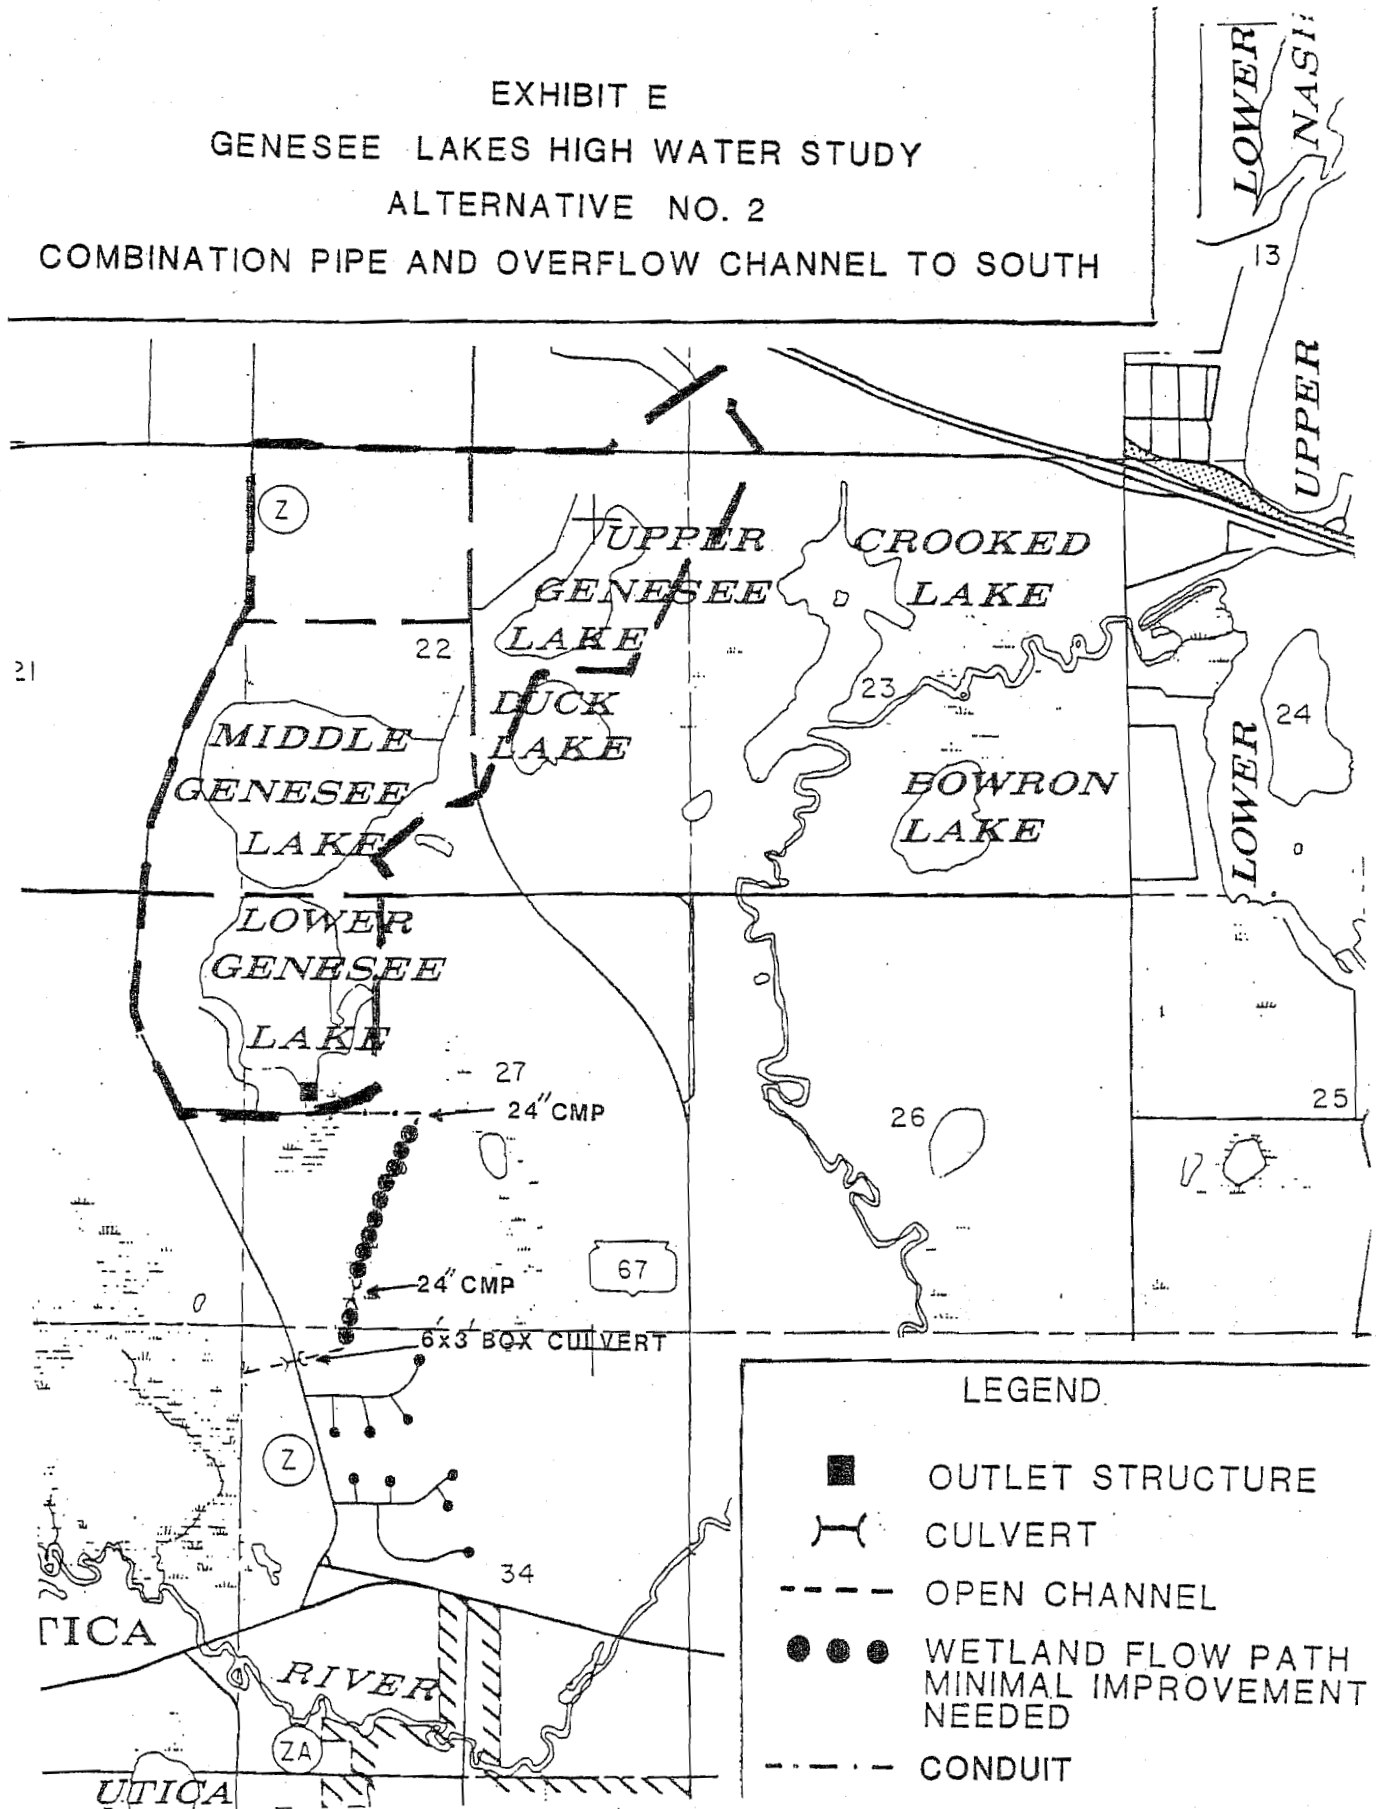 EXHIBIT E
GENESEE LAKES HIGH WATER STUDY
ALTERNATIVE NO. 2
COMBINATION PIPE AND OVERFLOW CHANNEL TO SOUTH
LOWER
NASH
13
UPPER
Z
UPPER
GENESEE
LAKE
CROOKED
LAKE
22
21
23
24
DUCK
LAKE
MIDDLE
GENESEE
LAKE
BOWRON
LAKE
LOWER
LOWER
GENESEE
LAKE
27
24" CMP
26
25
67
24" CMP
6'x3' BOX CULVERT
Z
34
TICA
RIVER
ZA
UTICA
LEGEND
OUTLET STRUCTURE
CULVERT
OPEN CHANNEL
WETLAND FLOW PATH
MINIMAL IMPROVEMENT
NEEDED
CONDUIT